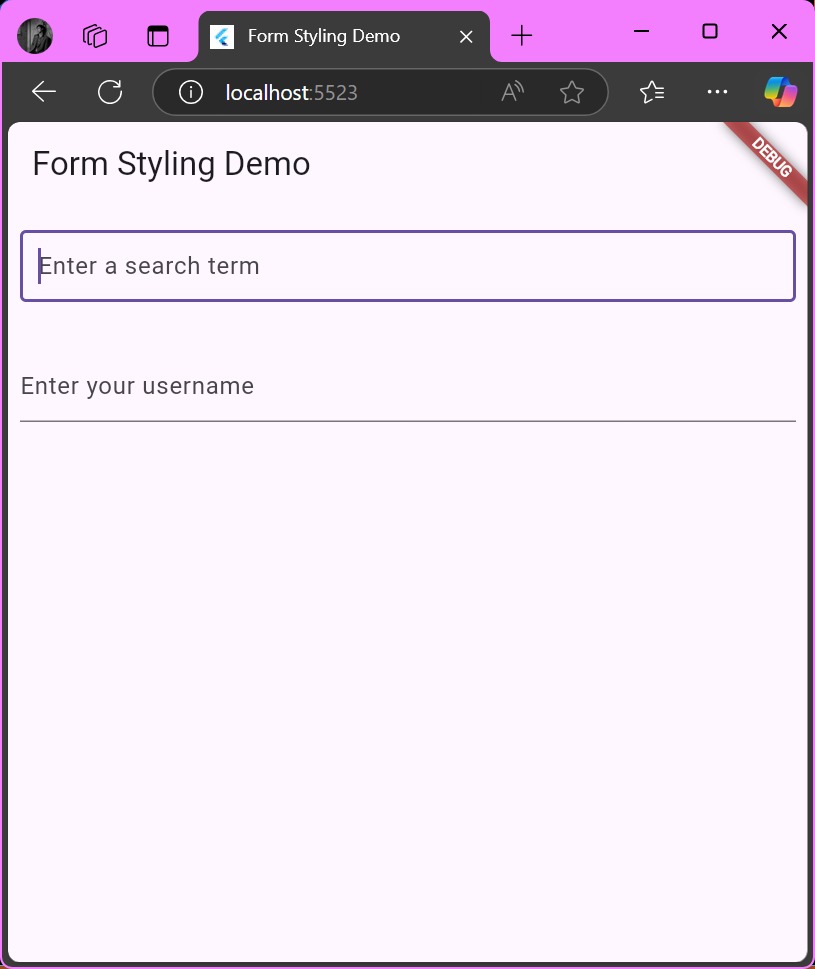 Form Styling Demo
localhost:5523
Form Styling Demo
DEBUG
Enter a search term
Enter your username